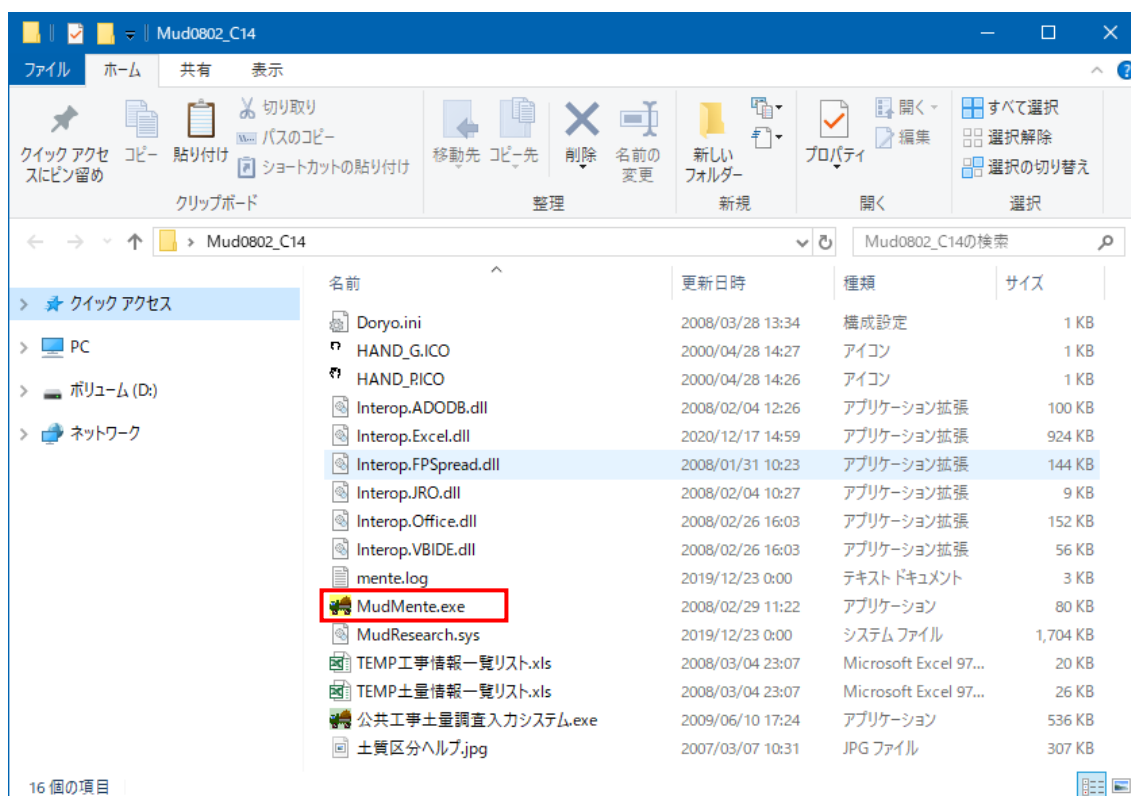 Mud0802_C14
ファイル ホーム 共有 表示
クイック アクセスにピン留め
コピー
貼り付け
切り取り
パスのコピー
ショートカットの貼り付け
移動先
コピー先
削除
名前の
変更
新しい
フォルダー
プロパティ
開く
編集
すべて選択
選択解除
選択の切り替え
クリップボード 整理 新規 開く 選択
Mud0802_C14
Mud0802_C14の検索
クイック アクセス
PC
ボリューム (D:)
ネットワーク
名前 更新日時 種類 サイズ
Doryo.ini 2008/03/28 13:34 構成設定 1 KB
HAND_G.ICO 2000/04/28 14:27 アイコン 1 KB
HAND_P.ICO 2000/04/28 14:26 アイコン 1 KB
Interop.ADODB.dll 2008/02/04 12:26 アプリケーション拡張 100 KB
Interop.Excel.dll 2020/12/17 14:59 アプリケーション拡張 924 KB
Interop.FPSpread.dll 2008/01/31 10:23 アプリケーション拡張 144 KB
Interop.JRO.dll 2008/02/04 10:27 アプリケーション拡張 9 KB
Interop.Office.dll 2008/02/26 16:03 アプリケーション拡張 152 KB
Interop.VBIDE.dll 2008/02/26 16:03 アプリケーション拡張 56 KB
mente.log 2019/12/23 0:00 テキスト ドキュメント 3 KB
MudMente.exe 2008/02/29 11:22 アプリケーション 80 KB
MudResearch.sys 2019/12/23 0:00 システム ファイル 1,704 KB
TEMP工事情報一覧リスト.xls 2008/03/04 23:07 Microsoft Excel 97... 20 KB
TEMP土量情報一覧リスト.xls 2008/03/04 23:07 Microsoft Excel 97... 26 KB
公共工事土量調査入力システム.exe 2009/06/10 17:24 アプリケーション 536 KB
土質区分ヘルプ.jpg 2007/03/07 10:31 JPG ファイル 307 KB
16 個の項目